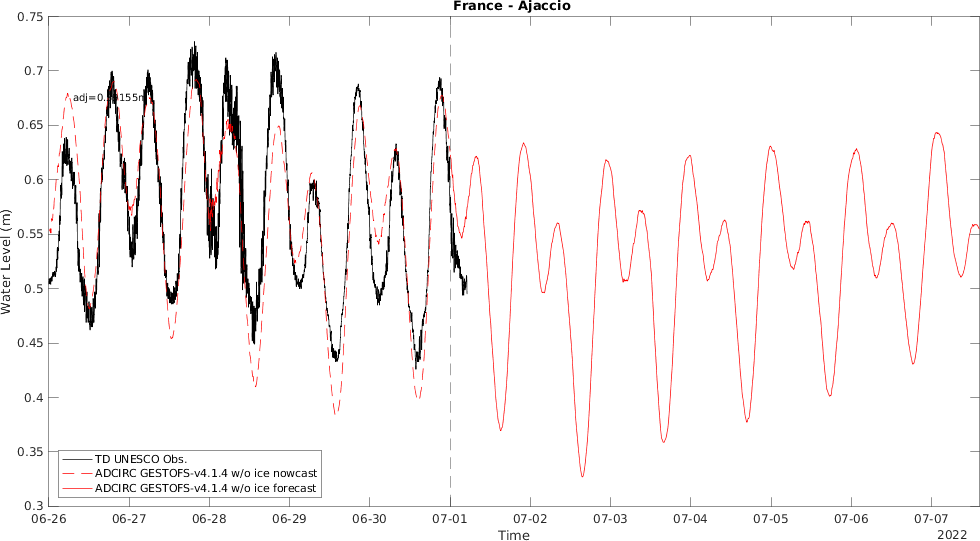 France - Ajaccio
0.75
0.7
0.65
0.6
0.55
0.5
0.45
0.4
0.35
0.3
Water Level (m)
TD UNESCO Obs.
ADCIRC GESTOFS-v4.1.4 w/o ice nowcast
ADCIRC GESTOFS-v4.1.4 w/o ice forecast
06-26 06-27 06-28 06-29 06-30 07-01 07-02 07-03 07-04 07-05 07-06 07-07
Time
2022